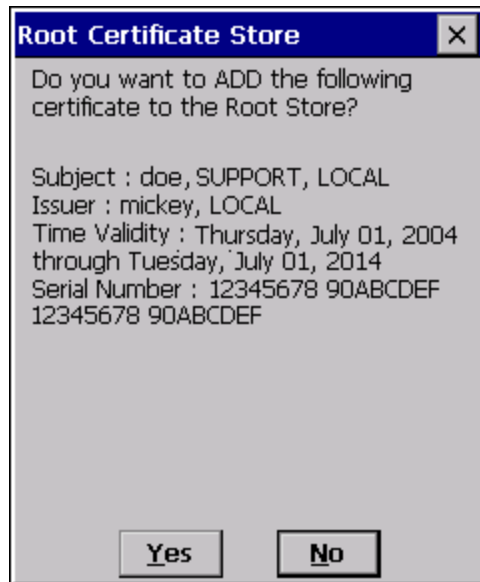 Root Certificate Store
Do you want to ADD the following
certificate to the Root Store?
Subject : doe, SUPPORT, LOCAL
Issuer : mickey, LOCAL
Time Validity : Thursday, July 01, 2004
through Tuesday, July 01, 2014
Serial Number : 12345678 90ABCDEF
12345678 90ABCDEF
Yes No